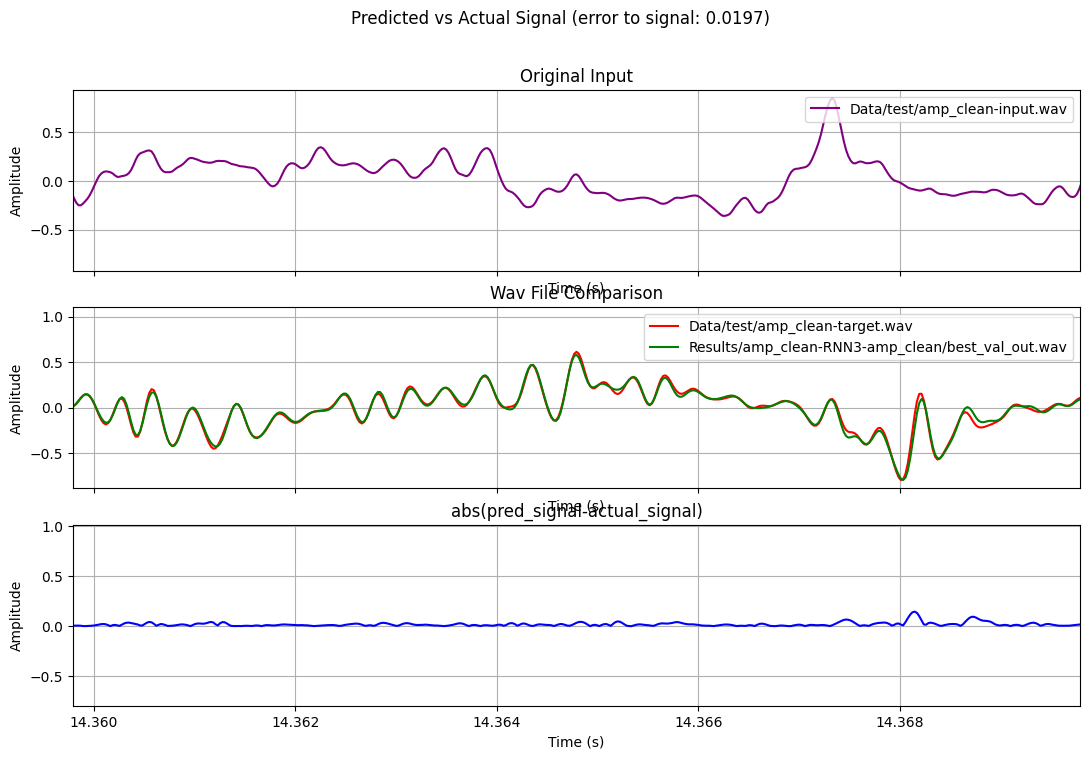 Predicted vs Actual Signal (error to signal: 0.0197)
Original Input
Data/test/amp_clean-input.wav
Amplitude
0.5
0.0
−0.5
Time (s)
Wav File Comparison
Data/test/amp_clean-target.wav
Results/amp_clean-RNN3-amp_clean/best_val_out.wav
Amplitude
1.0
0.5
0.0
−0.5
Time (s)
abs(pred_signal-actual_signal)
Amplitude
1.0
0.5
0.0
−0.5
14.360 14.362 14.364 14.366 14.368
Time (s)